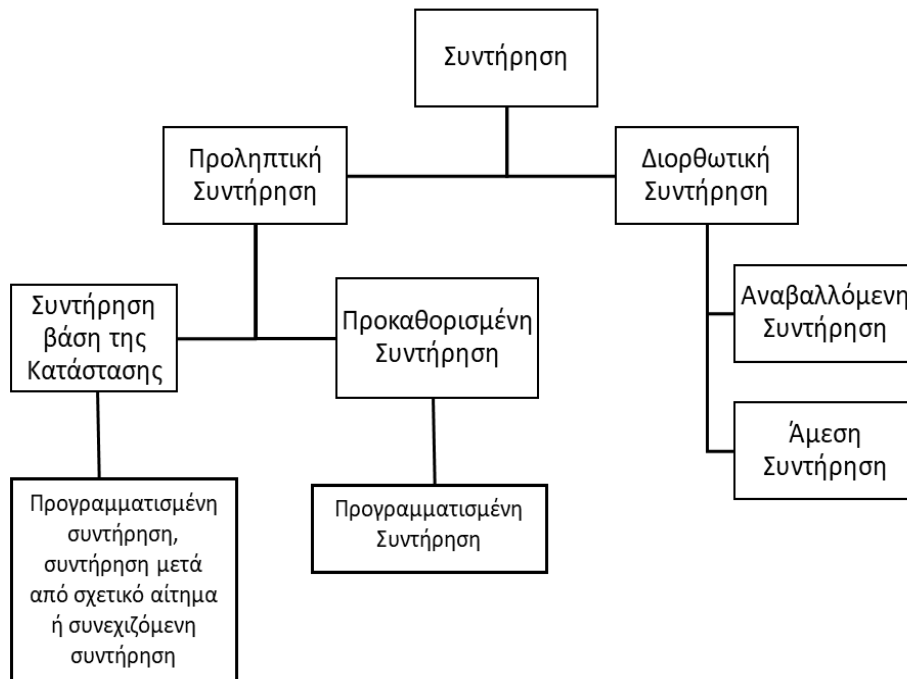 Συντήρηση
Προληπτική
Συντήρηση
Διορθωτική
Συντήρηση
Συντήρηση
βάση της
Κατάστασης
Προκαθορισμένη
Συντήρηση
Αναβαλλόμενη
Συντήρηση
Άμεση
Συντήρηση
Προγραμματισμένη
συντήρηση,
συντήρηση μετά
από σχετικό αίτημα
ή συνεχιζόμενη
συντήρηση
Προγραμματισμένη
Συντήρηση